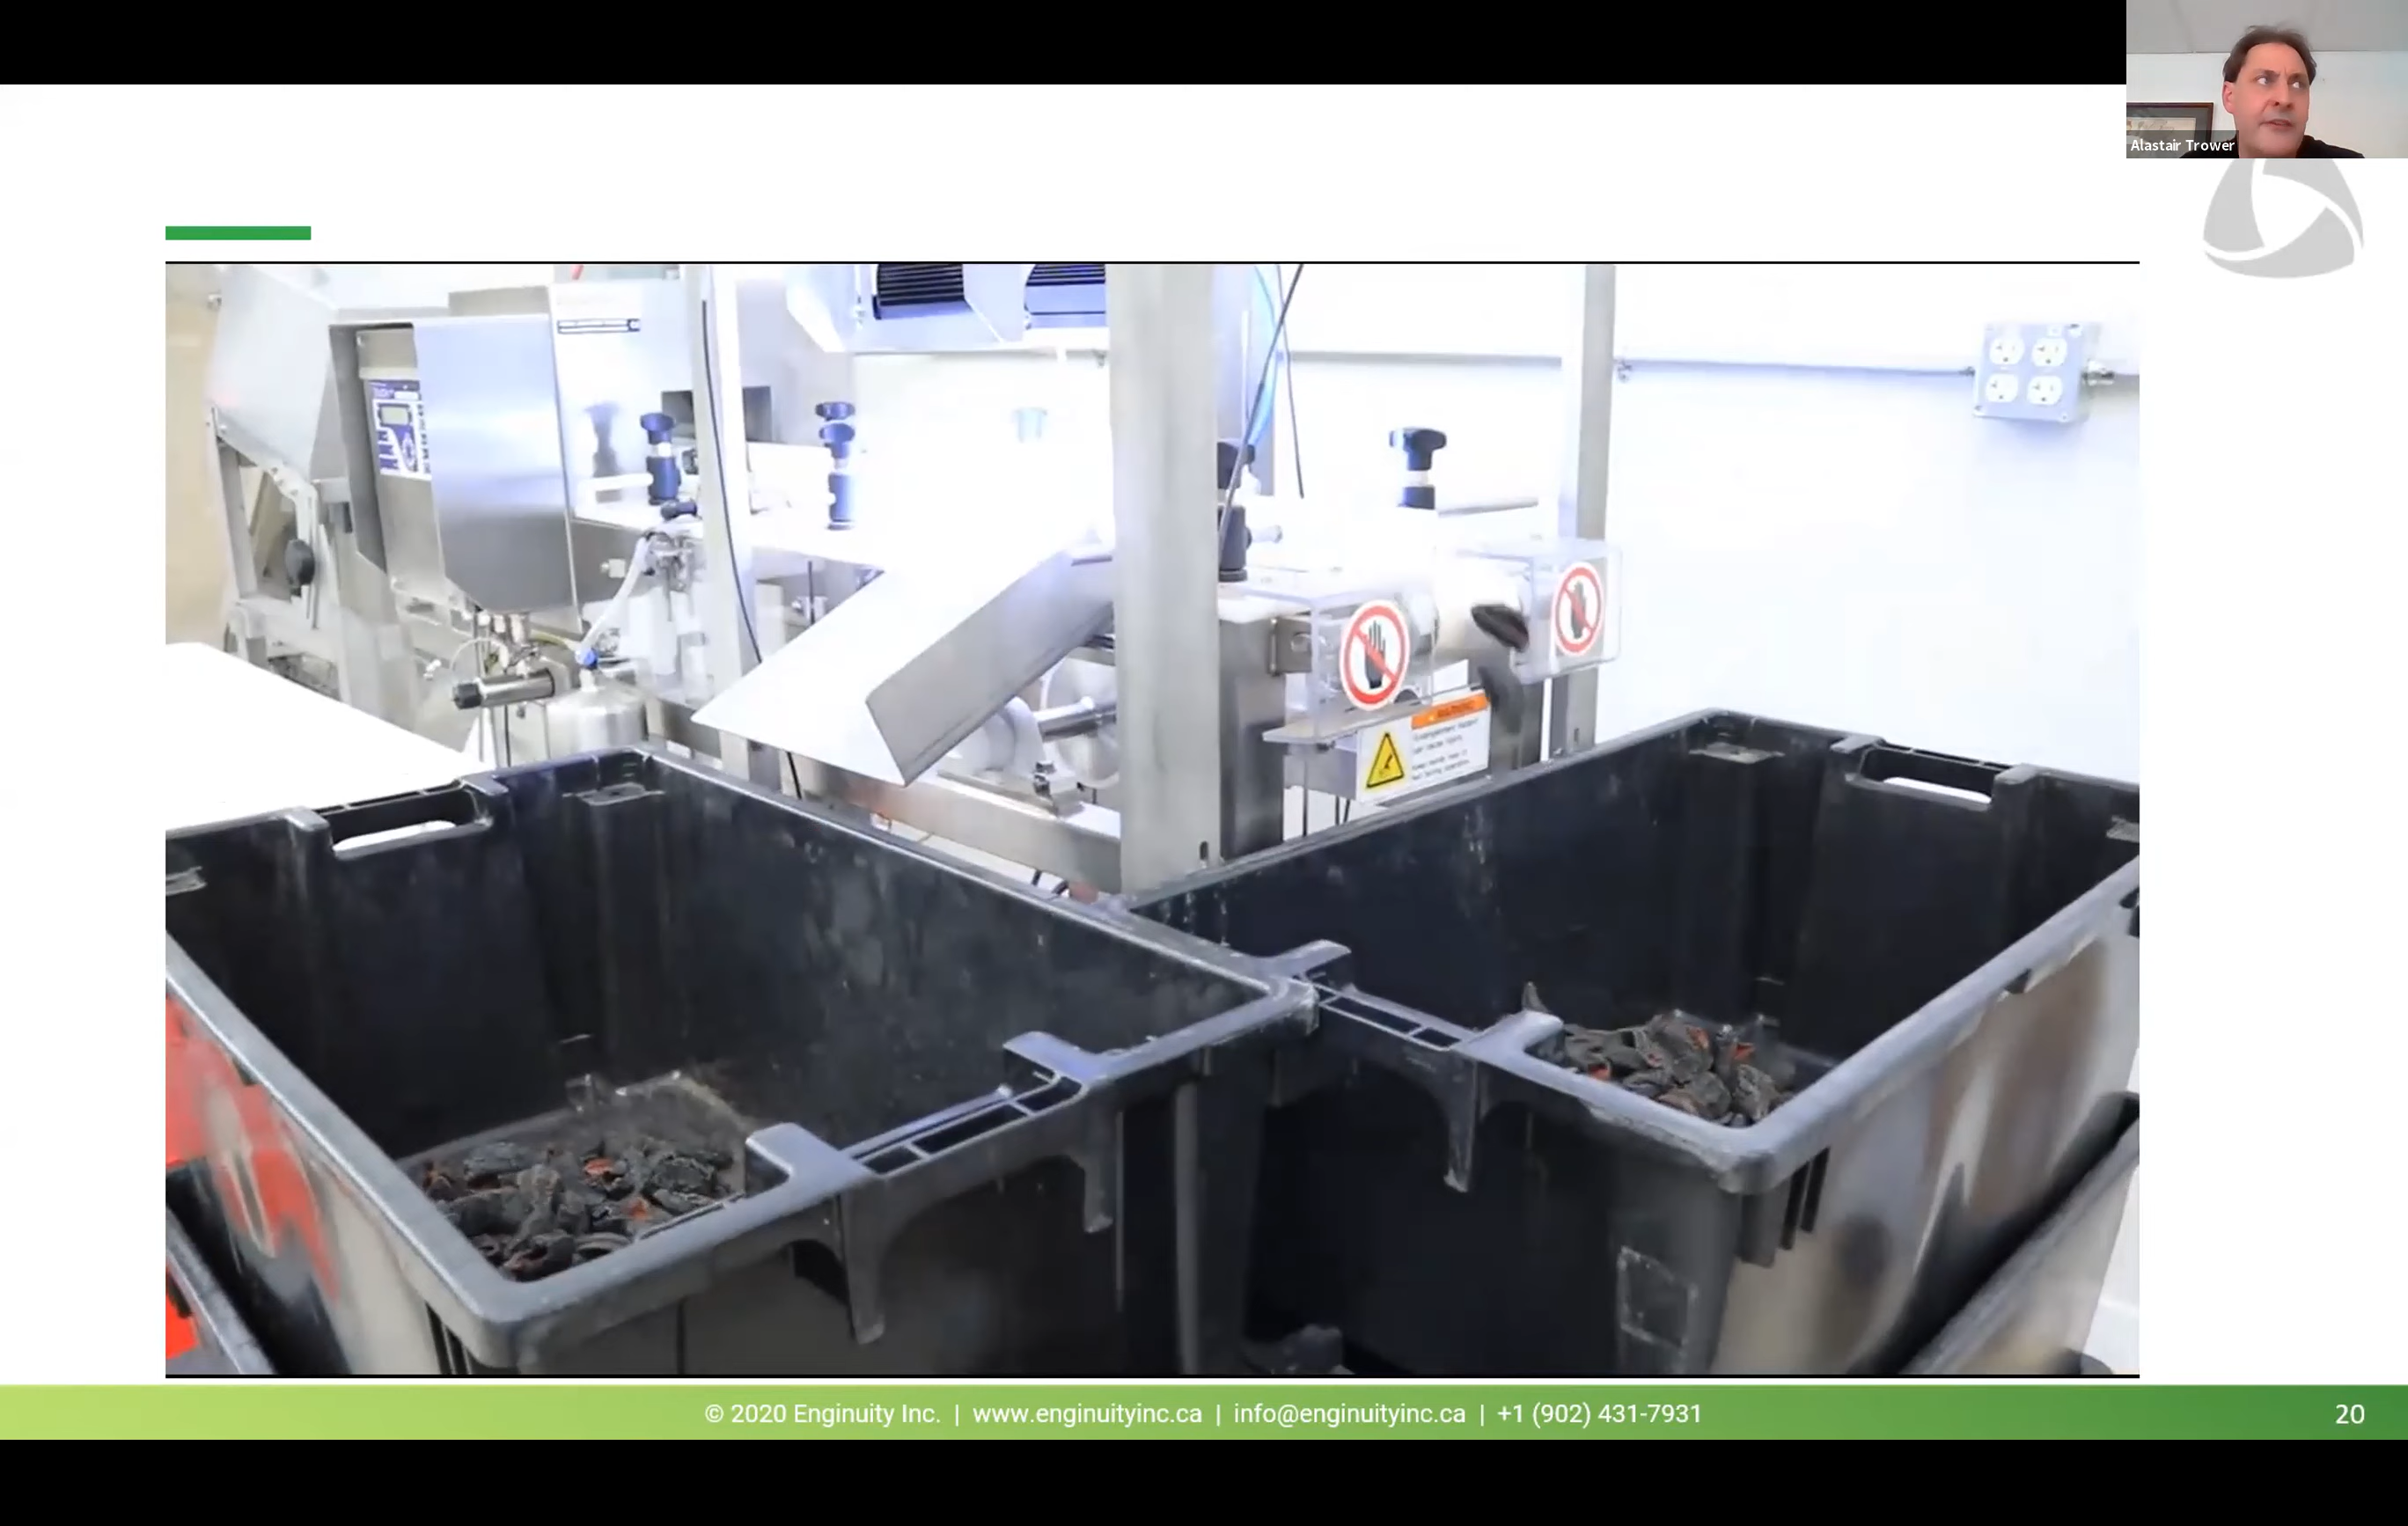 Alastair Trower
© 2020 Enginuity Inc. | www.enginuityinc.ca | info@enginuityinc.ca | +1 (902) 431-7931
20